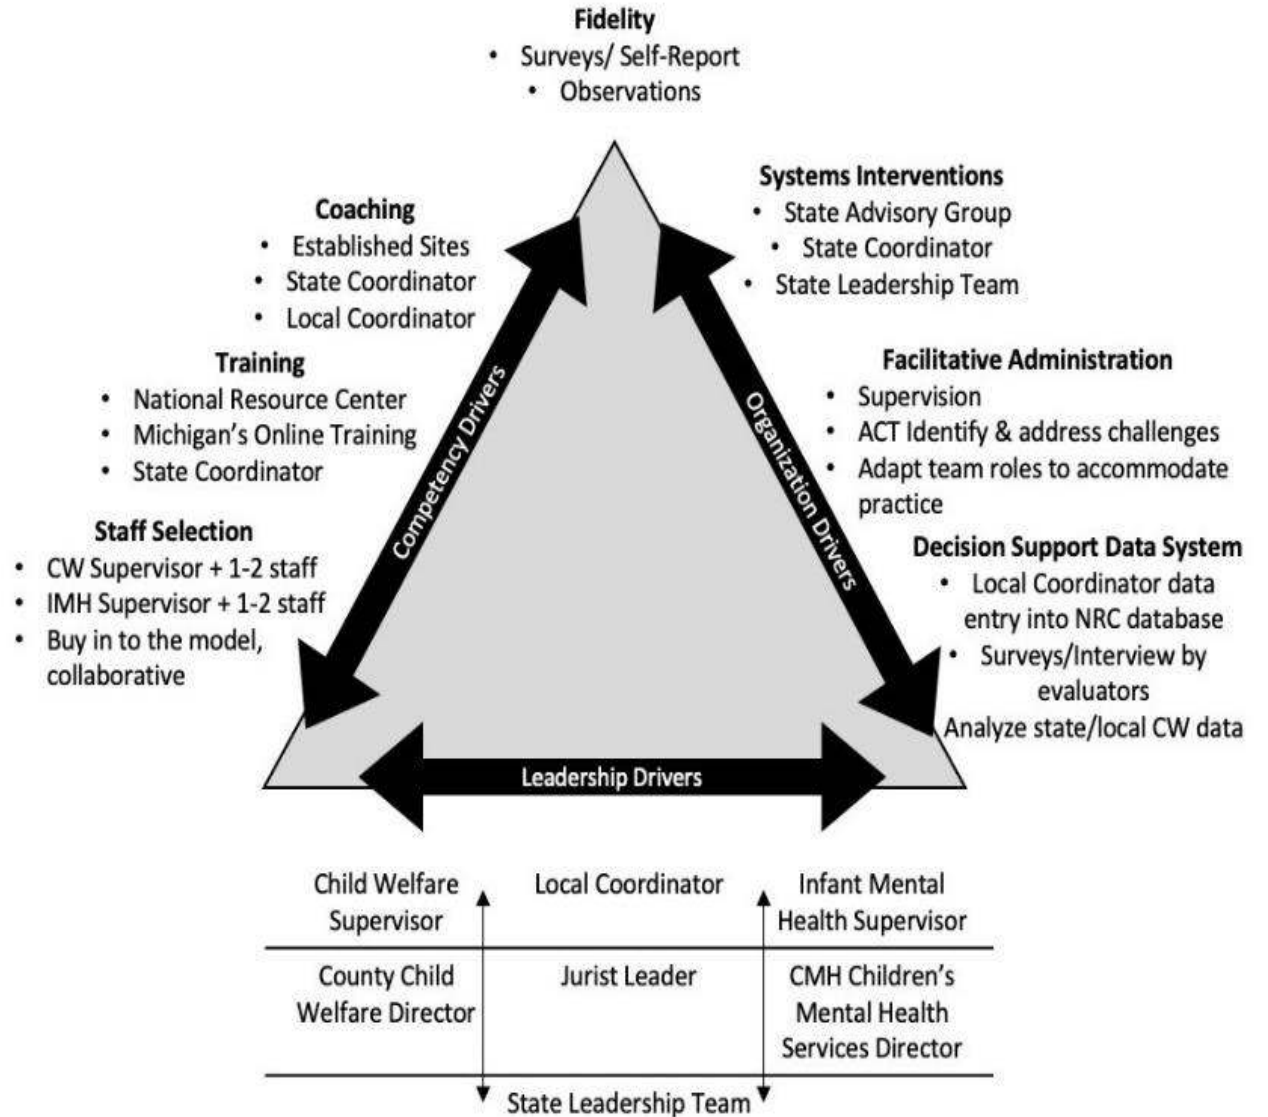 Fidelity
• Surveys/ Self-Report
• Observations
Coaching
• Established Sites
• State Coordinator
• Local Coordinator
Training
• National Resource Center
• Michigan's Online Training
• State Coordinator
Staff Selection
• CW Supervisor + 1-2 staff
• IMH Supervisor + 1-2 staff
• Buy in to the model,
collaborative
Competency Drivers
Systems Interventions
• State Advisory Group
• State Coordinator
• State Leadership Team
Facilitative Administration
• Supervision
• ACT Identify & address challenges
• Adapt team roles to accommodate
practice
Decision Support Data System
• Local Coordinator data
entry into NRC database
• Surveys/Interview by
evaluators
Analyze state/local CW data
Organization Drivers
Leadership Drivers
Child Welfare
Supervisor
Local Coordinator
Infant Mental
Health Supervisor
County Child
Welfare Director
Jurist Leader
CMH Children's
Mental Health
Services Director
State Leadership Team